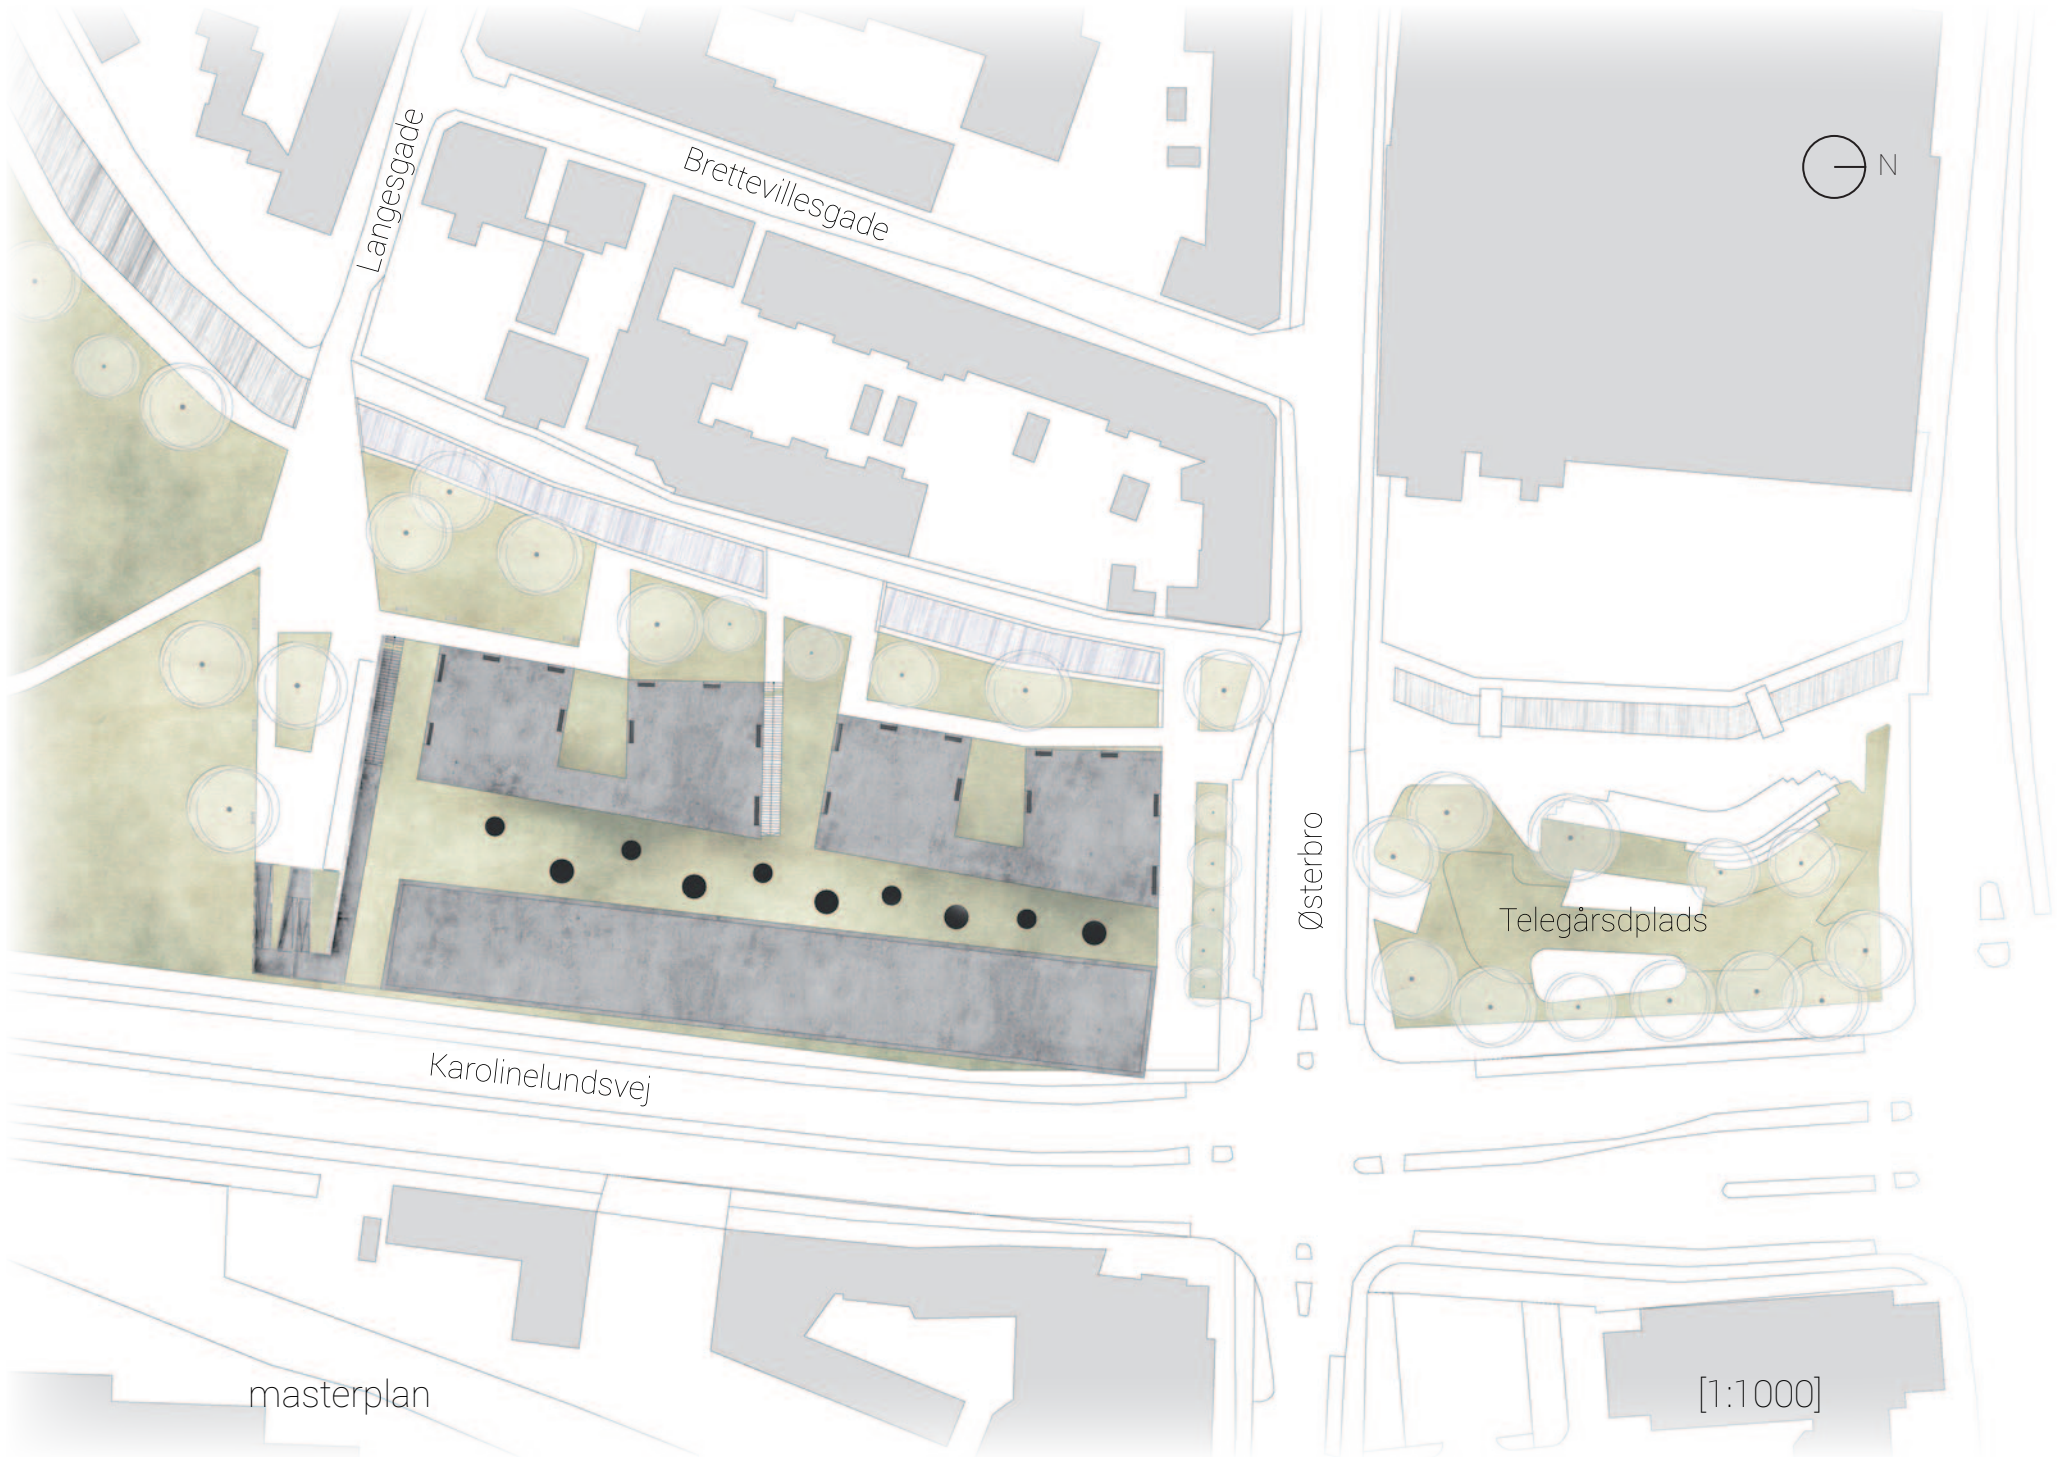 Langesgade
Brettevillesgade
N
Østerbro
Telegårsdplads
Karolinelundsvej
masterplan
[1:1000]